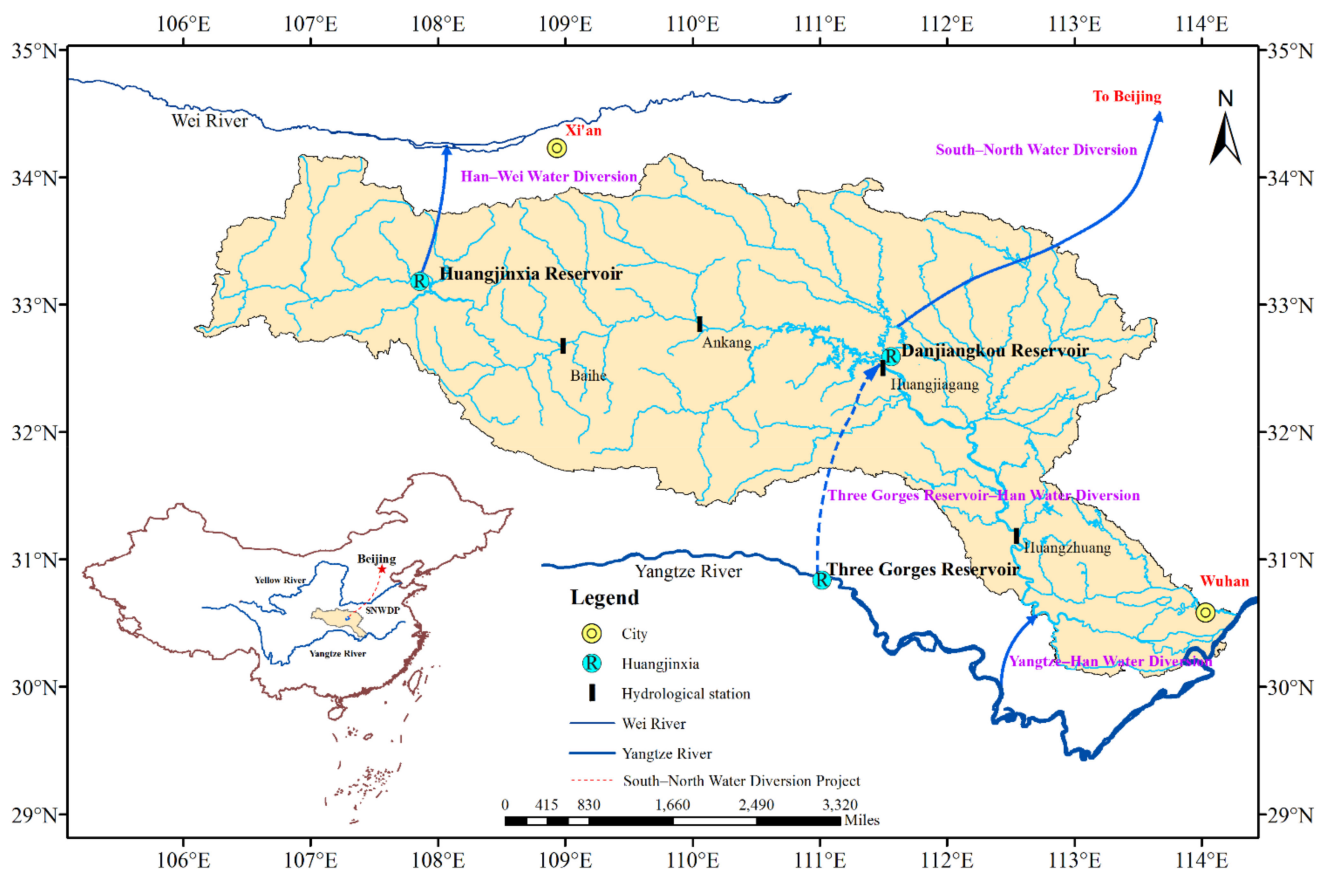 106°E 107°E 108°E 109°E 110°E 111°E 112°E 113°E 114°E
35°N 35°N
To Beijing
N
Wei River
Xi'an
South–North Water Diversion
34°N 34°N
Han–Wei Water Diversion
Huangjinxia Reservoir
33°N 33°N
Ankang
Danjiangkou Reservoir
Baihe
Huangjiagang
32°N 32°N
Three Gorges Reservoir–Han Water Diversion
Huangzhuang
31°N 31°N
Beijing
Yangtze River
Three Gorges Reservoir
Wuhan
Yellow River
SNWDP
Yangtze River
Legend
City
Huangjinxia
Yangtze–Han Water Diversion
30°N 30°N
Hydrological station
Wei River
Yangtze River
South–North Water Diversion Project
0 415 830 1,660 2,490 3,320
Miles
29°N 29°N
106°E 107°E 108°E 109°E 110°E 111°E 112°E 113°E 114°E
R
R
R
R